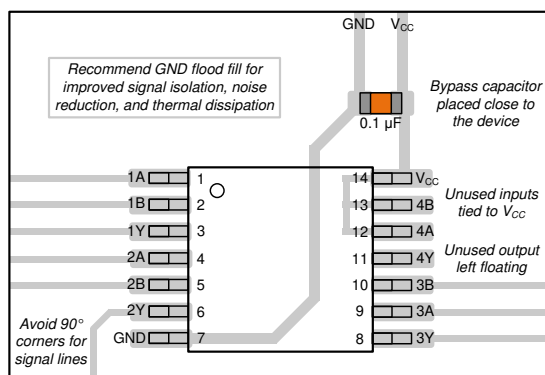 GND VCC
Recommend GND flood fill for
improved signal isolation, noise
reduction, and thermal dissipation
Bypass capacitor
placed close to
the device
0.1 µF
1A 1 14 VCC
1B 2 13 4B
1Y 3 12 4A
2A 4 11 4Y
2B 5 10 3B
2Y 6 9 3A
GND 7 8 3Y
Unused inputs
tied to VCC
Unused output
left floating
Avoid 90°
corners for
signal lines